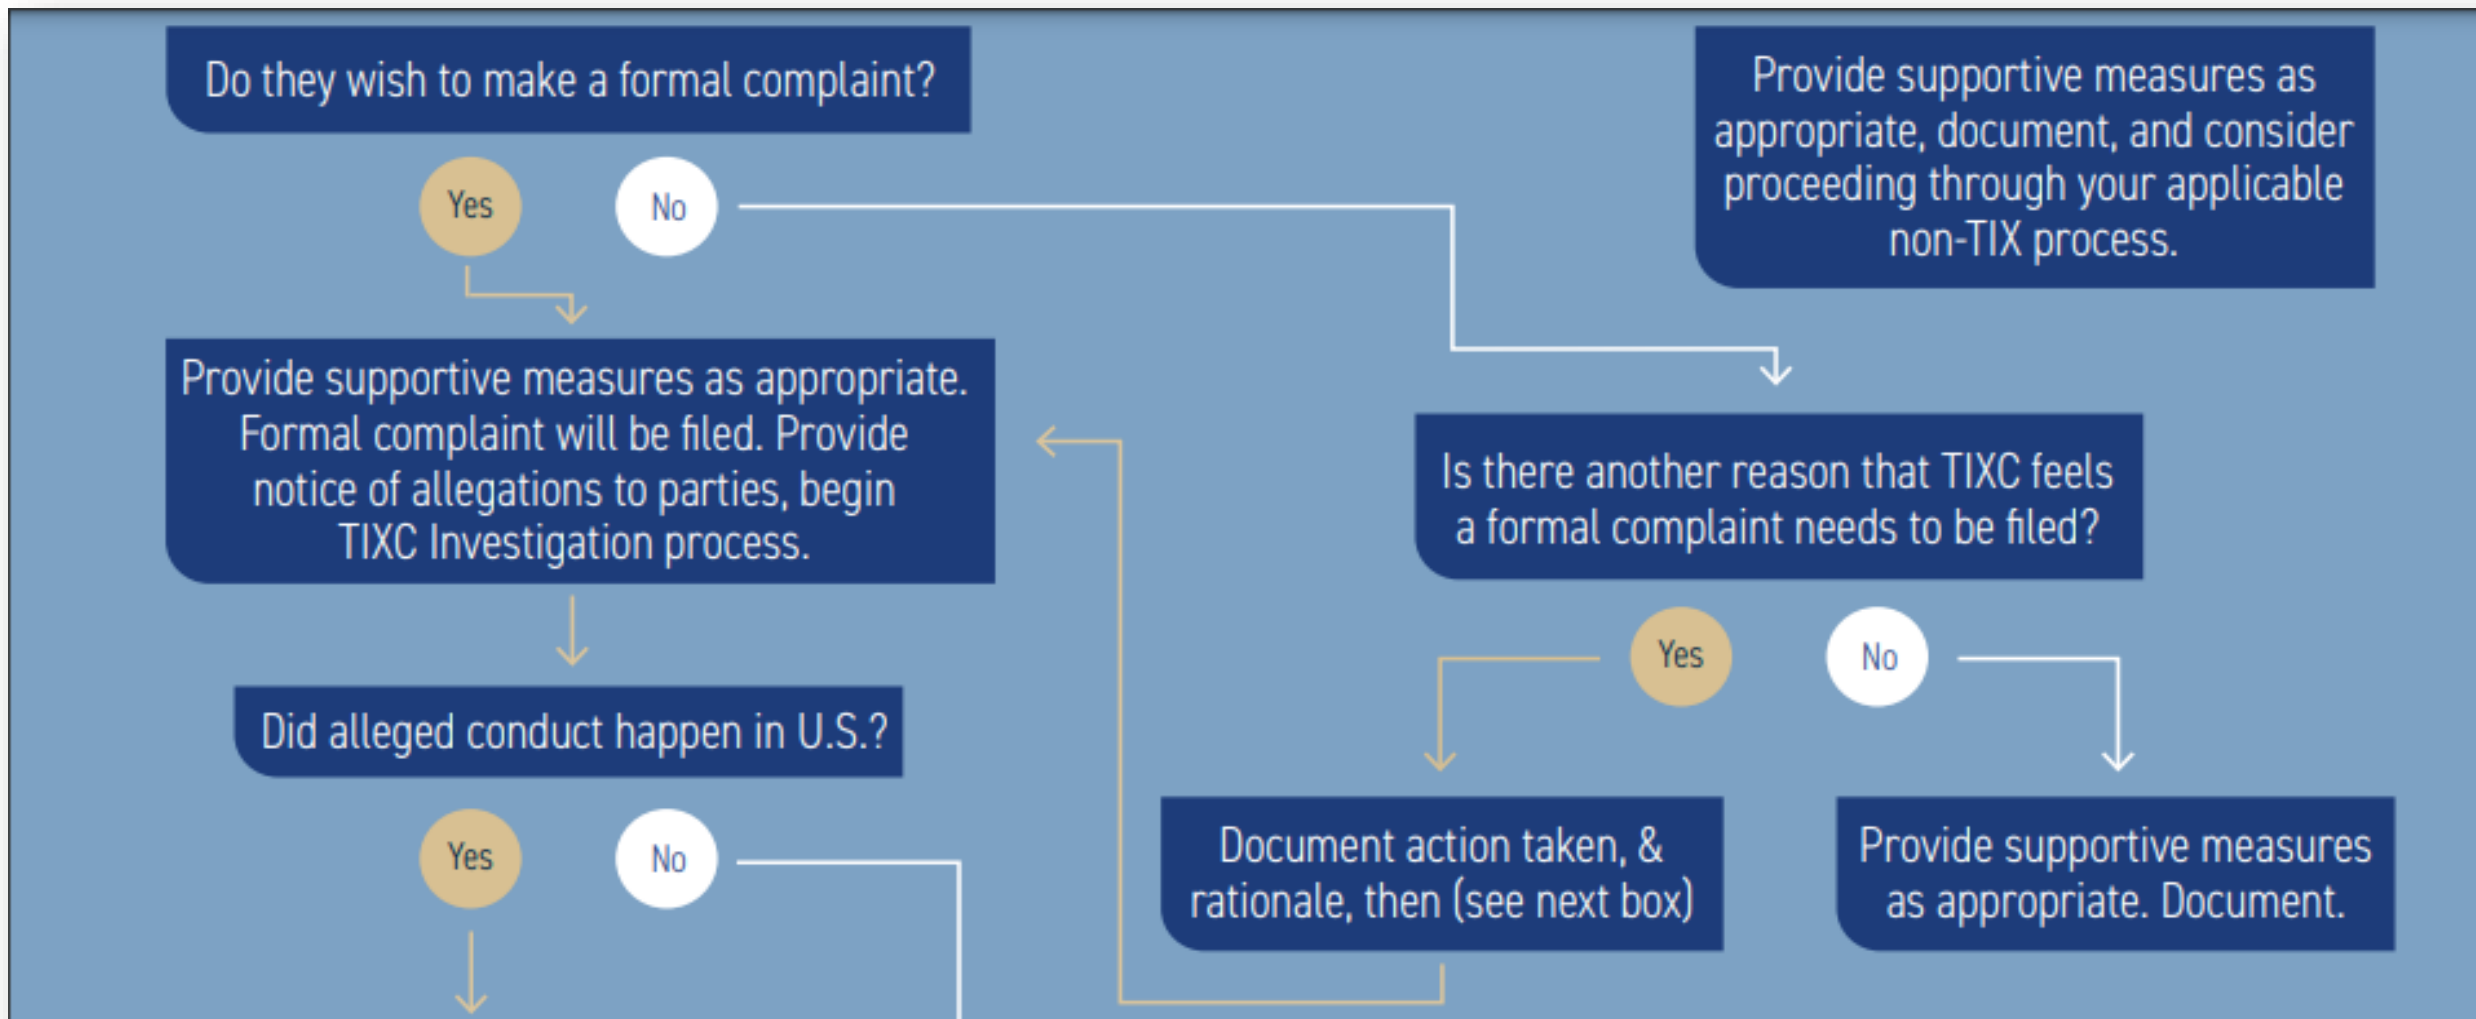 Do they wish to make a formal complaint?
Yes
No
Provide supportive measures as
appropriate, document, and consider
proceeding through your applicable
non-TIX process.
Provide supportive measures as appropriate.
Formal complaint will be filed. Provide
notice of allegations to parties, begin
TIXC Investigation process.
Is there another reason that TIXC feels
a formal complaint needs to be filed?
Yes
No
Did alleged conduct happen in U.S.?
Yes
No
Document action taken, &
rationale, then (see next box)
Provide supportive measures
as appropriate. Document.